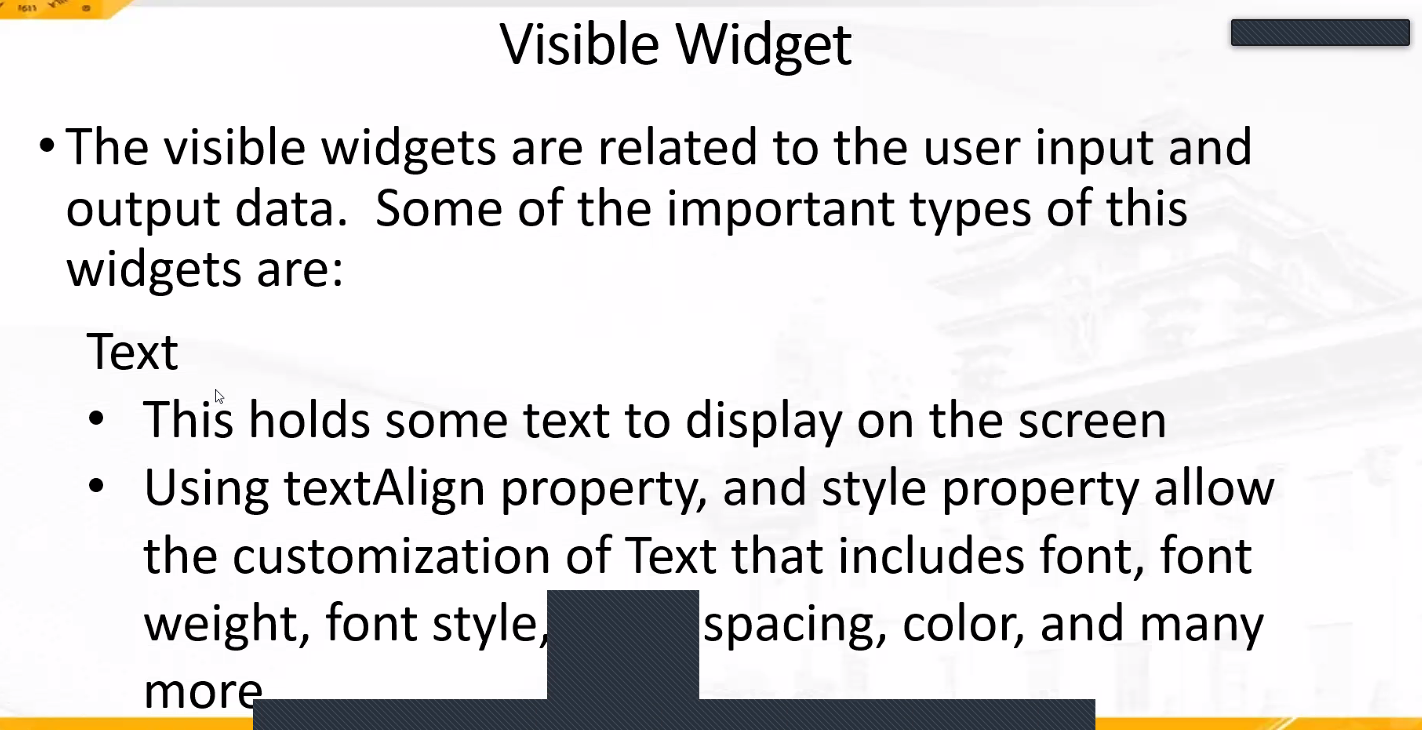 Visible Widget
• The visible widgets are related to the user input and
output data.  Some of the important types of this
widgets are:
Text
• This holds some text to display on the screen
• Using textAlign property, and style property allow
the customization of Text that includes font, font
weight, font style, spacing, color, and many
more